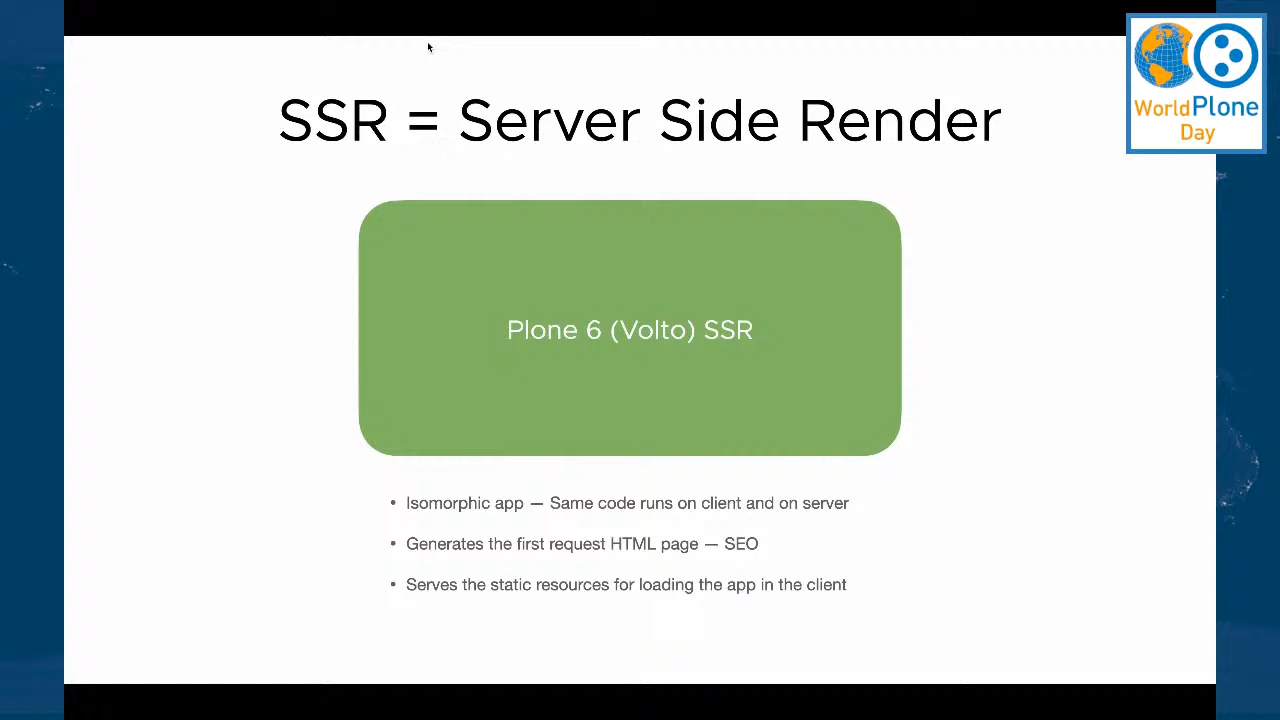 SSR = Server Side Render
World Plone
Day
Plone 6 (Volto) SSR
• Isomorphic app — Same code runs on client and on server
• Generates the first request HTML page — SEO
• Serves the static resources for loading the app in the client